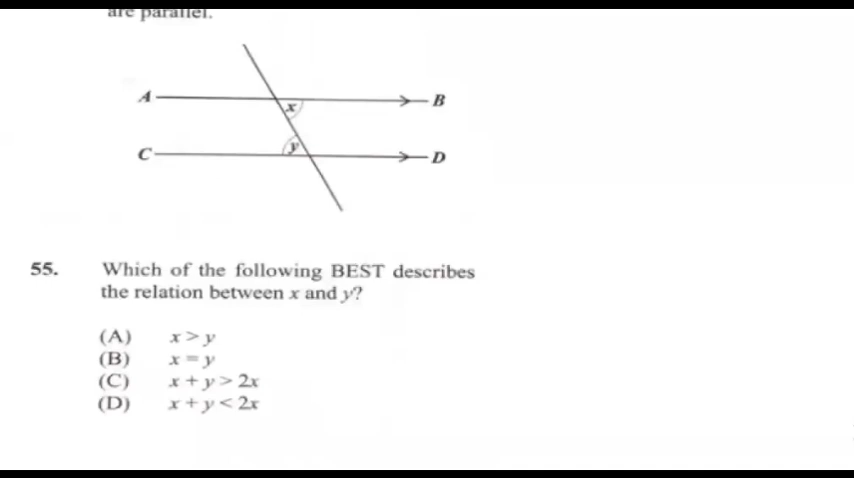 are parallel.
A B
x
y
C D
55. Which of the following BEST describes
the relation between x and y?
(A) x > y
(B) x = y
(C) x + y > 2x
(D) x + y < 2x